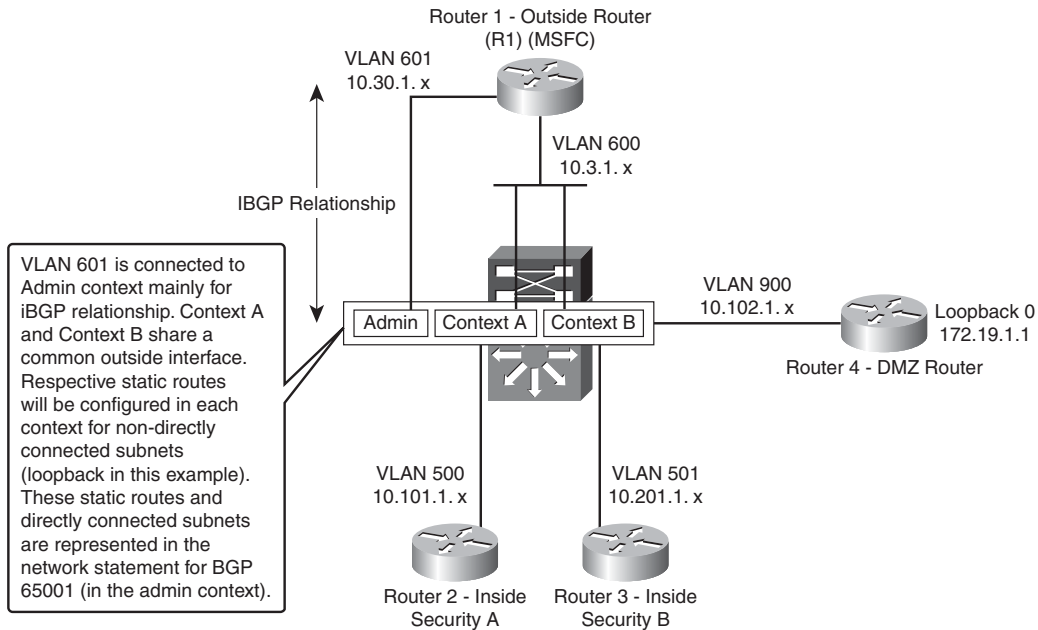 Router 1 - Outside Router
(R1) (MSFC)
VLAN 601
10.30.1. x
VLAN 600
10.3.1. x
IBGP Relationship
VLAN 601 is connected to
Admin context mainly for
iBGP relationship. Context A
and Context B share a
common outside interface.
Respective static routes
will be configured in each
context for non-directly
connected subnets
(loopback in this example).
These static routes and
directly connected subnets
are represented in the
network statement for BGP
65001 (in the admin context).
Admin
Context A
Context B
VLAN 900
10.102.1. x
Loopback 0
172.19.1.1
Router 4 - DMZ Router
VLAN 500
10.101.1. x
VLAN 501
10.201.1. x
Router 2 - Inside
Security A
Router 3 - Inside
Security B